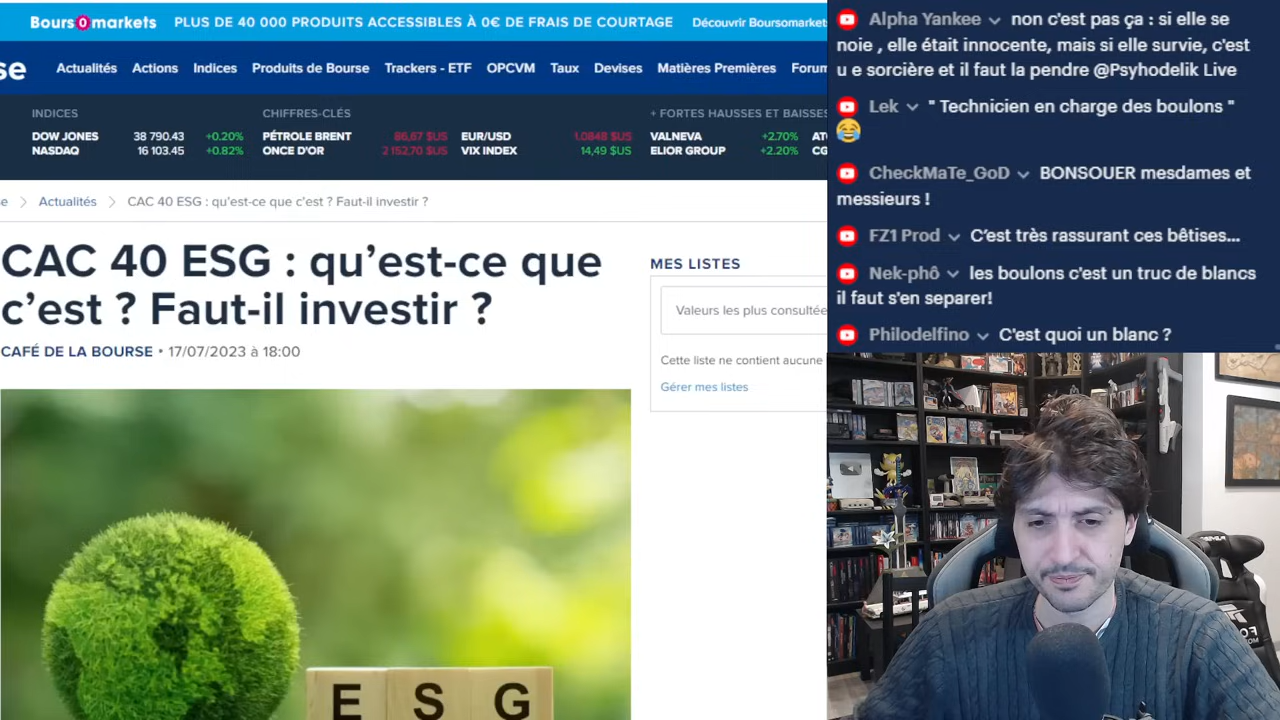 Bours0markets PLUS DE 40 000 PRODUITS ACCESSIBLES À 0€ DE FRAIS DE COURTAGE Découvrir Boursomarkets
se Actualités Actions Indices Produits de Bourse Trackers - ETF OPCVM Taux Devises Matières Premières Forum
INDICES CHIFFRES-CLÉS + FORTES HAUSSES ET BAISSES
DOW JONES 38 790.43 +0.20% PÉTROLE BRENT 86,67 $US EUR/USD 1.0848 $US VALNEVA +2.70%
NASDAQ 16 103.45 +0.82% ONCE D'OR 2 152,70 $US VIX INDEX 14,49 $US ELIOR GROUP +2.20% CG
se Actualités CAC 40 ESG : qu'est-ce que c'est ? Faut-il investir ?
CAC 40 ESG : qu'est-ce que
c'est ? Faut-il investir ?
CAFÉ DE LA BOURSE • 17/07/2023 à 18:00
MES LISTES
Valeurs les plus consultée
Cette liste ne contient aucune
Gérer mes listes
E S G
Alpha Yankee non c'est pas ça : si elle se
noie , elle était innocente, mais si elle survie, c'est
u e sorcière et il faut la pendre @Psyhodelik Live
Lek " Technicien en charge des boulons "
😂
CheckMaTe_GoD BONSOUER mesdames et
messieurs !
FZ1 Prod C'est très rassurant ces bêtises...
Nek-phô les boulons c'est un truc de blancs
il faut s'en separer!
Philodelfino C'est quoi un blanc ?